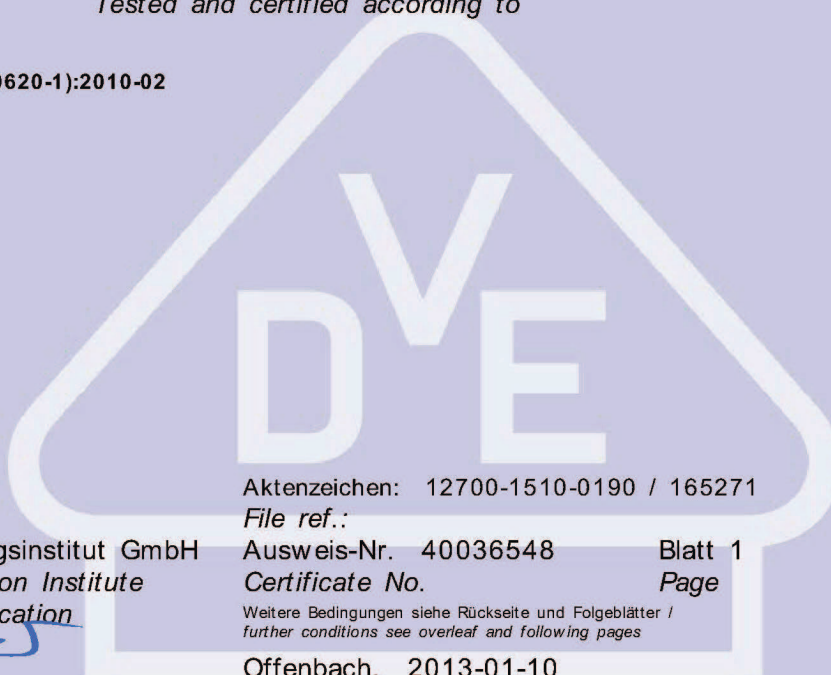 Tested and certified according to
0620-1):2010-02
VDE
Aktenzeichen: 12700-1510-0190 / 165271
File ref.:
gsinstitut GmbH Ausweis-Nr. 40036548 Blatt 1
on Institute Certificate No. Page
cation
Weitere Bedingungen siehe Rückseite und Folgeblätter /
further conditions see overleaf and following pages
Offenbach, 2013-01-10